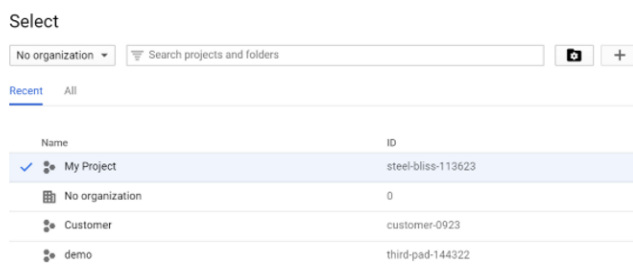 Select
No organization Search projects and folders
Recent All
Name ID
My Project steel-bliss-113623
No organization 0
Customer customer-0923
demo third-pad-144322